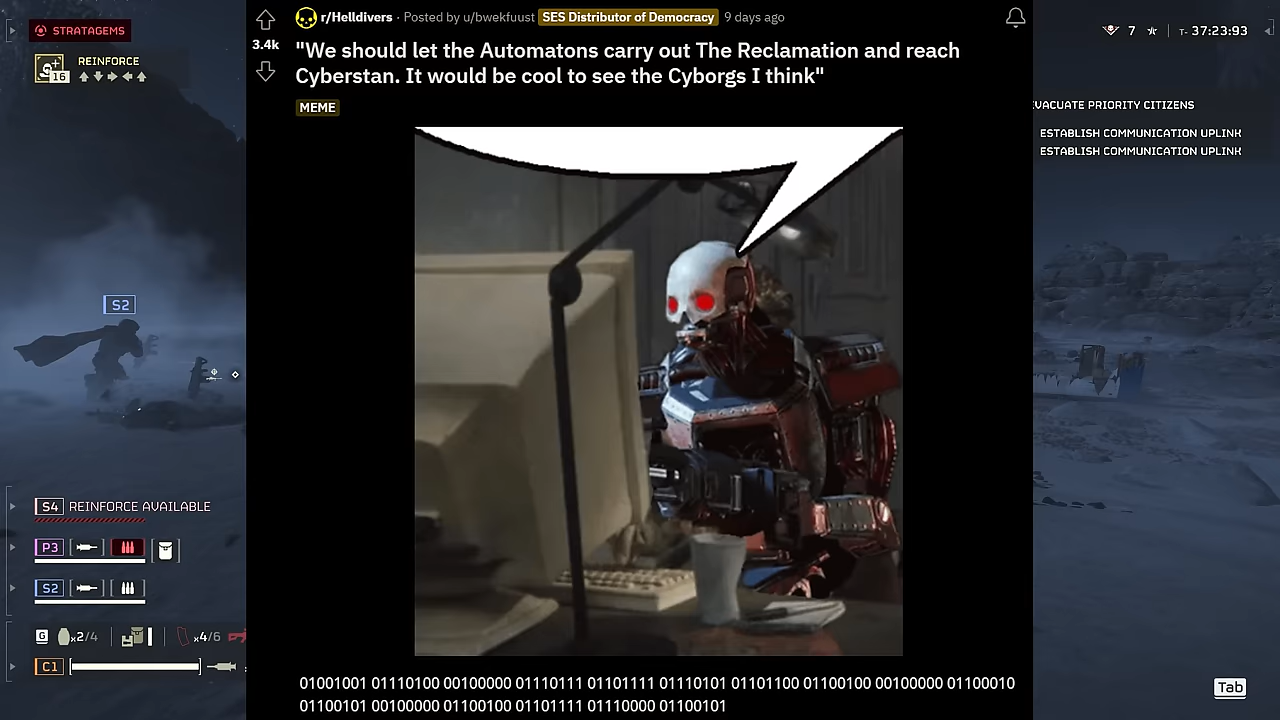 STRATAGEMS
REINFORCE
16
r/Helldivers · Posted by u/bwekfuust SES Distributor of Democracy 9 days ago
3.4k
"We should let the Automatons carry out The Reclamation and reach
Cyberstan. It would be cool to see the Cyborgs I think"
MEME
7 T- 37:23:93
EVACUATE PRIORITY CITIZENS
ESTABLISH COMMUNICATION UPLINK
ESTABLISH COMMUNICATION UPLINK
S2
S4 REINFORCE AVAILABLE
P3
S2
G x2/4 x4/6
C1
Tab
01001001 01110100 00100000 01110111 01101111 01110101 01101100 01100100 00100000 01100010
01100101 00100000 01100100 01101111 01110000 01100101